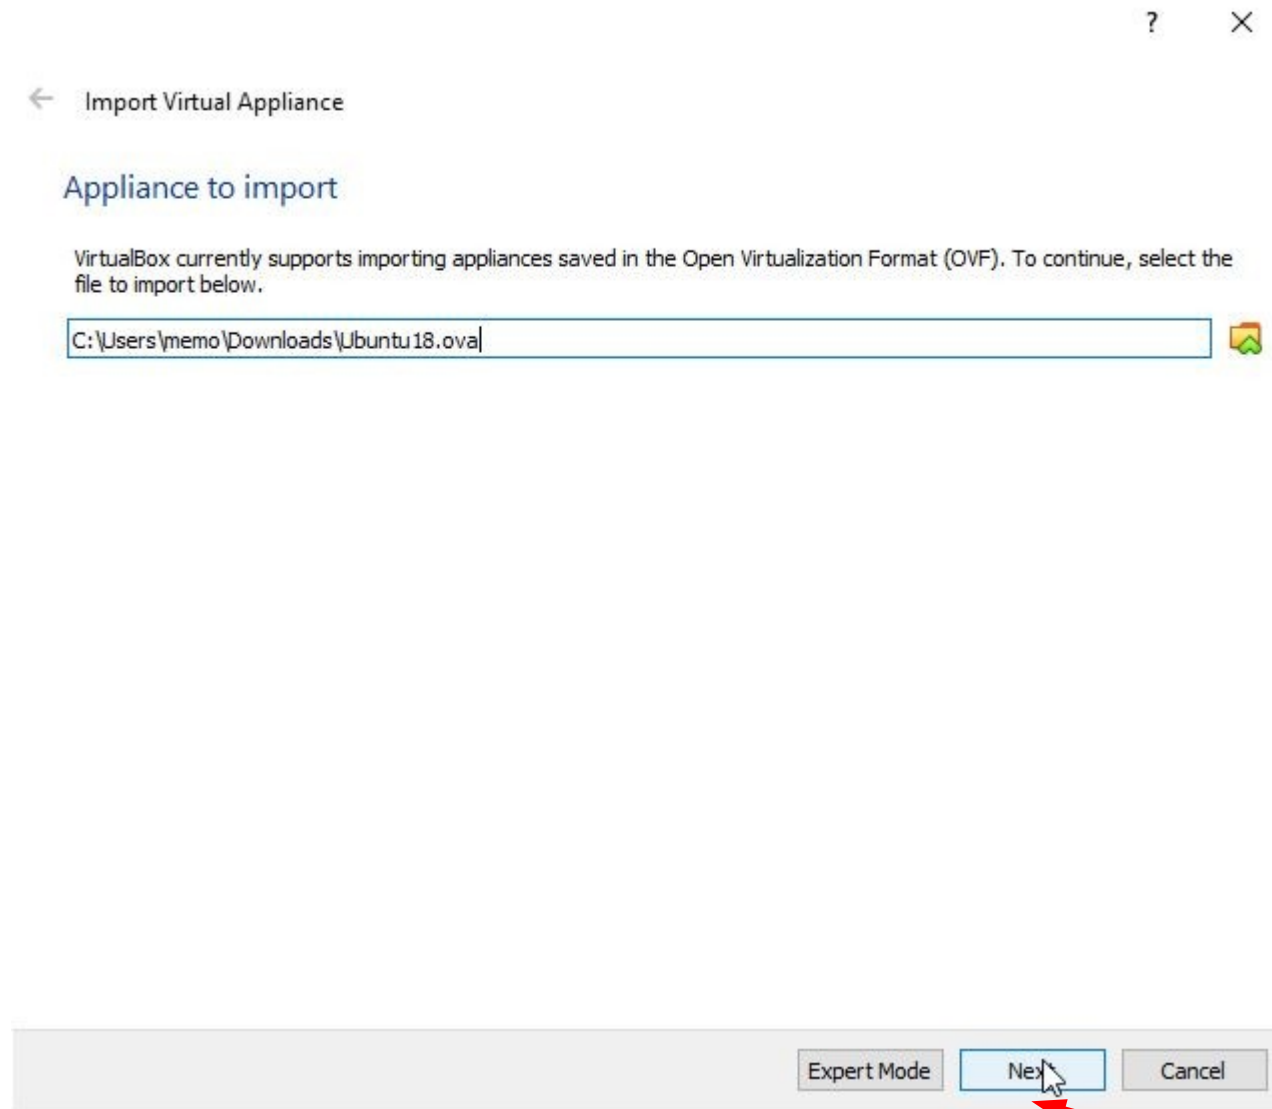 ?
Import Virtual Appliance
Appliance to import
VirtualBox currently supports importing appliances saved in the Open Virtualization Format (OVF). To continue, select the
file to import below.
C:\Users\memo\Downloads\Ubuntu18.ova
Expert Mode
Next
Cancel